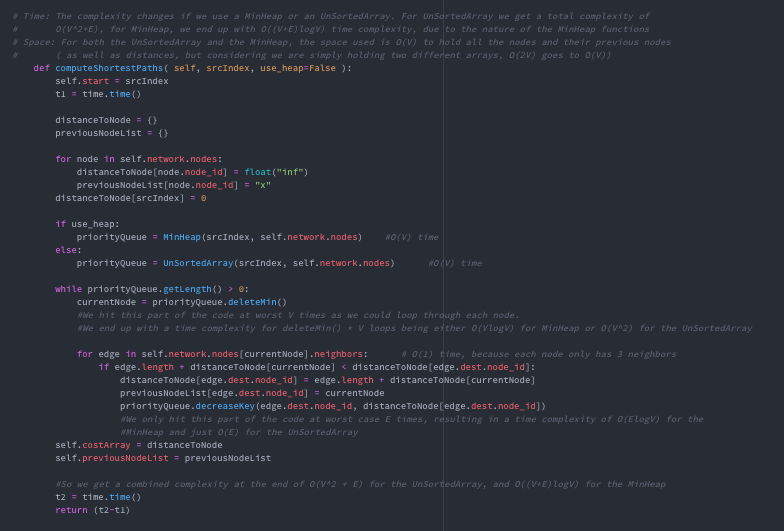 # Time: The complexity changes if we use a MinHeap or an UnSortedArray. For UnSortedArray we get a total complexity of
#       O(V^2+E), for MinHeap, we end up with O((V+E)logV) time complexity, due to the nature of the MinHeap functions
# Space: For both the UnSortedArray and the MinHeap, the space used is O(V) to hold all the nodes and their previous nodes
#       ( as well as distances, but considering we are simply holding two different arrays, O(2V) goes to O(V))
    def computeShortestPaths( self, srcIndex, use_heap=False ):
        self.start = srcIndex
        t1 = time.time()

        distanceToNode = {}
        previousNodeList = {}

        for node in self.network.nodes:
            distanceToNode[node.node_id] = float("inf")
            previousNodeList[node.node_id] = "x"
        distanceToNode[srcIndex] = 0

        if use_heap:
            priorityQueue = MinHeap(srcIndex, self.network.nodes)    #O(V) time
        else:
            priorityQueue = UnSortedArray(srcIndex, self.network.nodes)      #O(V) time

        while priorityQueue.getLength() > 0:
            currentNode = priorityQueue.deleteMin()
            #We hit this part of the code at worst V times as we could loop through each node.
            #We end up with a time complexity for deleteMin() + V loops being either O(VlogV) for MinHeap or O(V^2) for the UnSortedArray

            for edge in self.network.nodes[currentNode].neighbors:      # O(1) time, because each node only has 3 neighbors
                if edge.length + distanceToNode[currentNode] < distanceToNode[edge.dest.node_id]:
                    distanceToNode[edge.dest.node_id] = edge.length + distanceToNode[currentNode]
                    previousNodeList[edge.dest.node_id] = currentNode
                    priorityQueue.decreaseKey(edge.dest.node_id, distanceToNode[edge.dest.node_id])
                    #We only hit this part of the code at worst case E times, resulting in a time complexity of O(ElogV) for the
                    #MinHeap and just O(E) for the UnSortedArray
        self.costArray = distanceToNode
        self.previousNodeList = previousNodeList

        #So we get a combined complexity at the end of O(V^2 + E) for the UnSortedArray, and O((V+E)logV) for the MinHeap
        t2 = time.time()
        return (t2-t1)